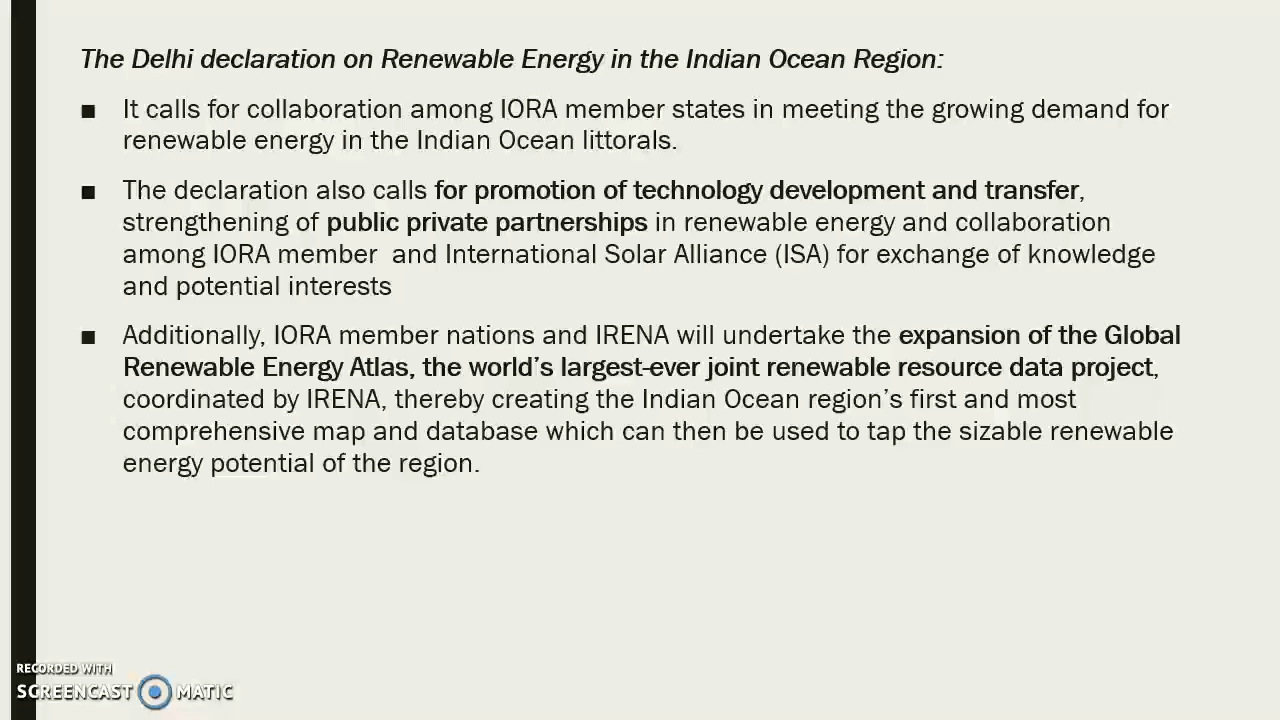 The Delhi declaration on Renewable Energy in the Indian Ocean Region:
■ It calls for collaboration among IORA member states in meeting the growing demand for
renewable energy in the Indian Ocean littorals.
■ The declaration also calls for promotion of technology development and transfer,
strengthening of public private partnerships in renewable energy and collaboration
among IORA member  and International Solar Alliance (ISA) for exchange of knowledge
and potential interests
■ Additionally, IORA member nations and IRENA will undertake the expansion of the Global
Renewable Energy Atlas, the world’s largest-ever joint renewable resource data project,
coordinated by IRENA, thereby creating the Indian Ocean region’s first and most
comprehensive map and database which can then be used to tap the sizable renewable
energy potential of the region.
RECORDED WITH
SCREENCAST MATIC